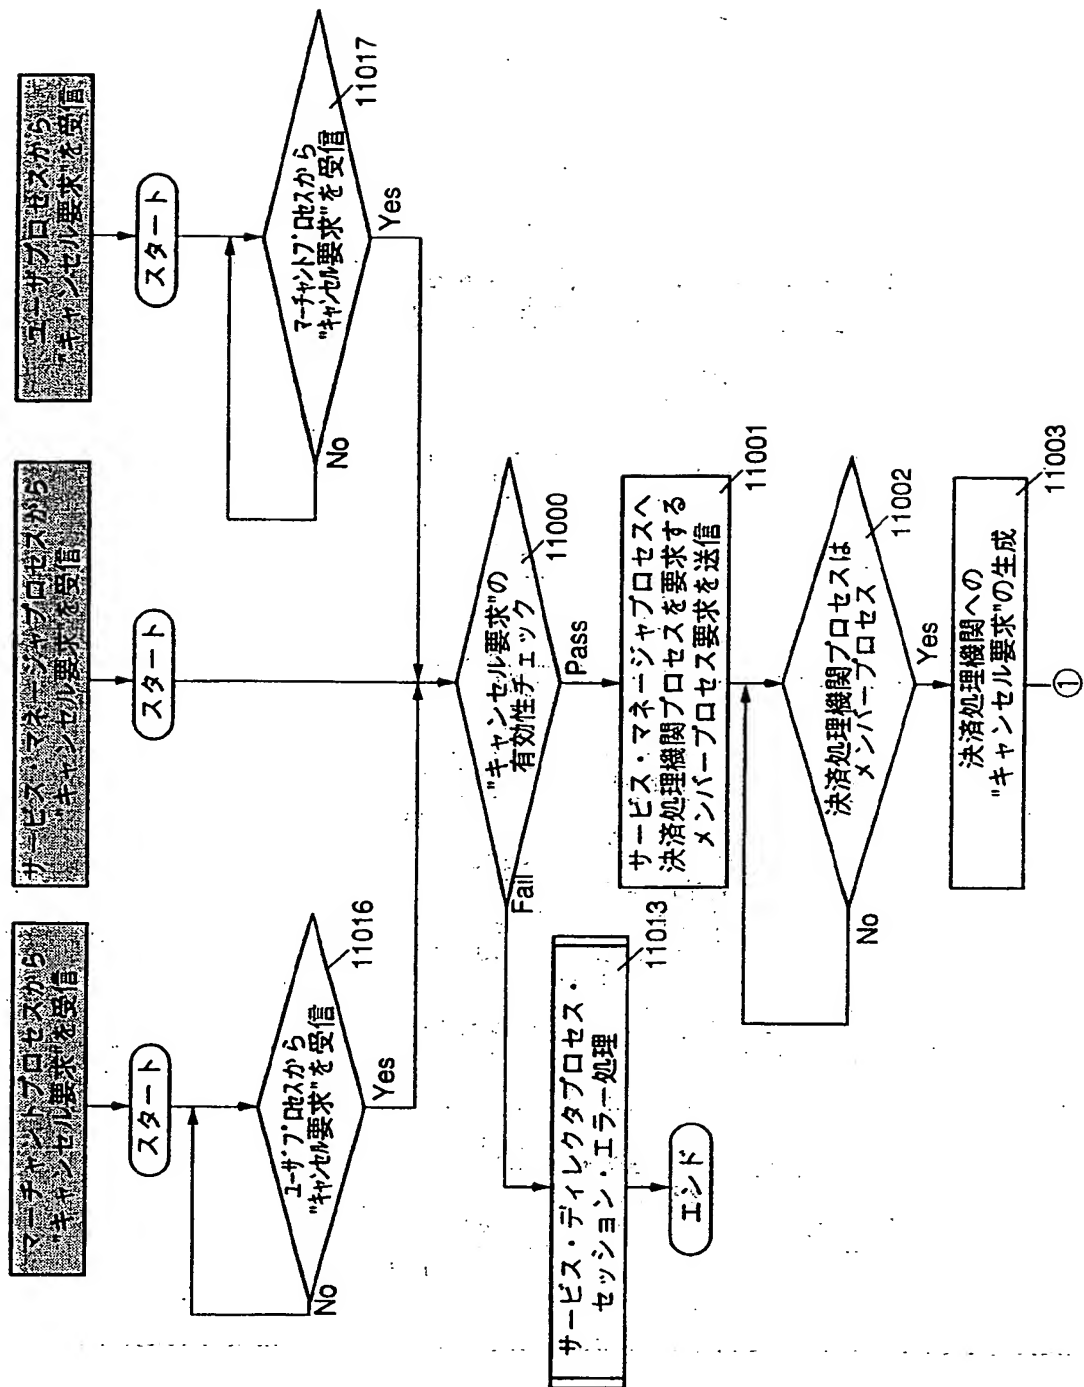 マーチャントプロセスから
"キャンセル要求"を受信
スタート
ユーザプロセスから
"キャンセル要求"を受信
11016
No
Yes
サービス・マネージャプロセスから
"キャンセル要求"を受信
スタート
ユーザプロセスから
"キャンセル要求"を受信
スタート
マーチャントプロセスから
"キャンセル要求"を受信
11017
No
Yes
"キャンセル要求"の
有効性チェック
11000
Fail
Pass
サービス・ディレクタプロセス・
セッション・エラー処理
11013
エンド
サービス・マネージャプロセスへ
決済処理機関プロセスを要求する
メンバープロセス要求を送信
11001
決済処理機関プロセスは
メンバープロセス
11002
No
Yes
決済処理機関への
"キャンセル要求"の生成
11003
①